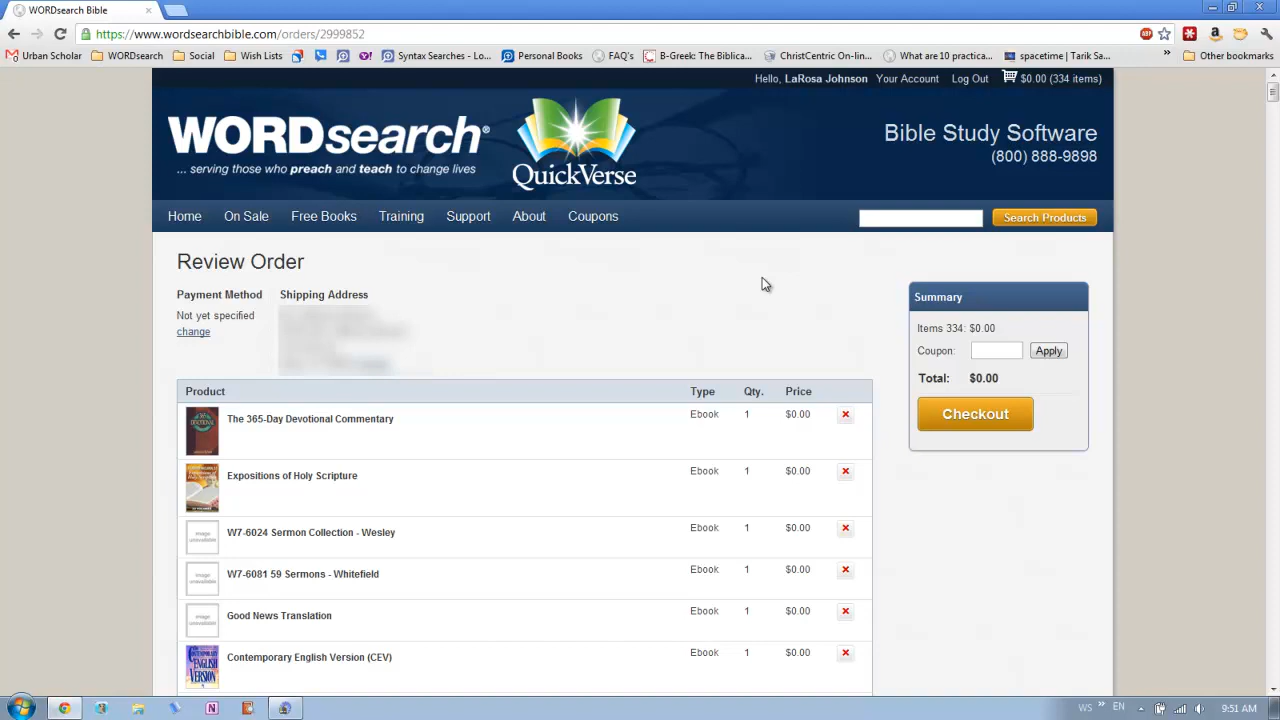 WORDsearch Bible
https://www.wordsearchbible.com/orders/2999852
Urban Scholar WORDsearch Social Wish Lists Syntax Searches - Lo... Personal Books FAQ's B-Greek: The Biblica... ChristCentric On-lin... What are 10 practica... spacetime | Tarik Sa... » Other bookmarks
Hello, LaRosa Johnson Your Account Log Out $0.00 (334 items)
WORDsearch®
... serving those who preach and teach to change lives
QuickVerse
Bible Study Software
(800) 888-9898
Home On Sale Free Books Training Support About Coupons Search Products
Review Order
Payment Method Shipping Address
Not yet specified
change
Summary
Items 334: $0.00
Coupon: Apply
Total: $0.00
Checkout
Product Type Qty. Price
The 365-Day Devotional Commentary Ebook 1 $0.00
Expositions of Holy Scripture Ebook 1 $0.00
image unavailable W7-6024 Sermon Collection - Wesley Ebook 1 $0.00
image unavailable W7-6081 59 Sermons - Whitefield Ebook 1 $0.00
image unavailable Good News Translation Ebook 1 $0.00
Contemporary English Version (CEV) Ebook 1 $0.00
WS » EN 9:51 AM